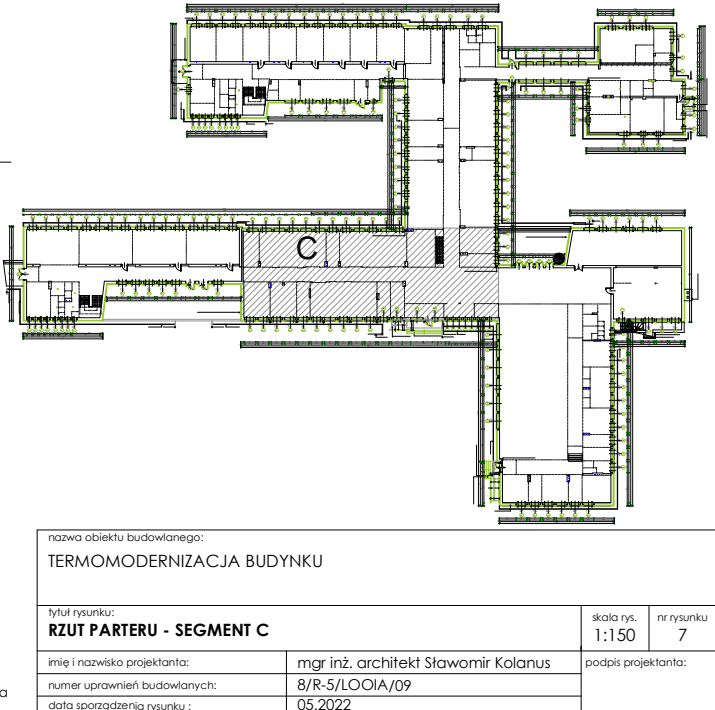 C
nazwa obiektu budowlanego:
TERMOMODERNIZACJA BUDYNKU
tytuł rysunku:
RZUT PARTERU - SEGMENT C
skala rys.
1:150
nr rysunku
7
imię i nazwisko projektanta:
mgr inż. architekt Sławomir Kolanus
podpis projektanta:
numer uprawnień budowlanych:
8/R-5/LOOIA/09
a
data sporządzenia rysunku :
05.2022